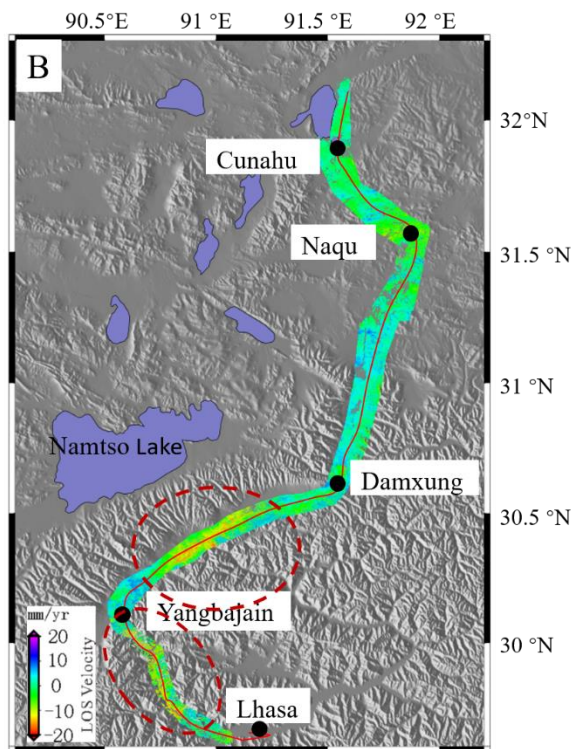 90.5°E 91°E 91.5°E 92°E
B
32°N
Cunahu
Naqu
31.5°N
31 °N
Namtso Lake
Damxung
30.5°N
Yangbajain
30 °N
Lhasa
mm/yr
20
10
0
-10
-20
LOS Velocity